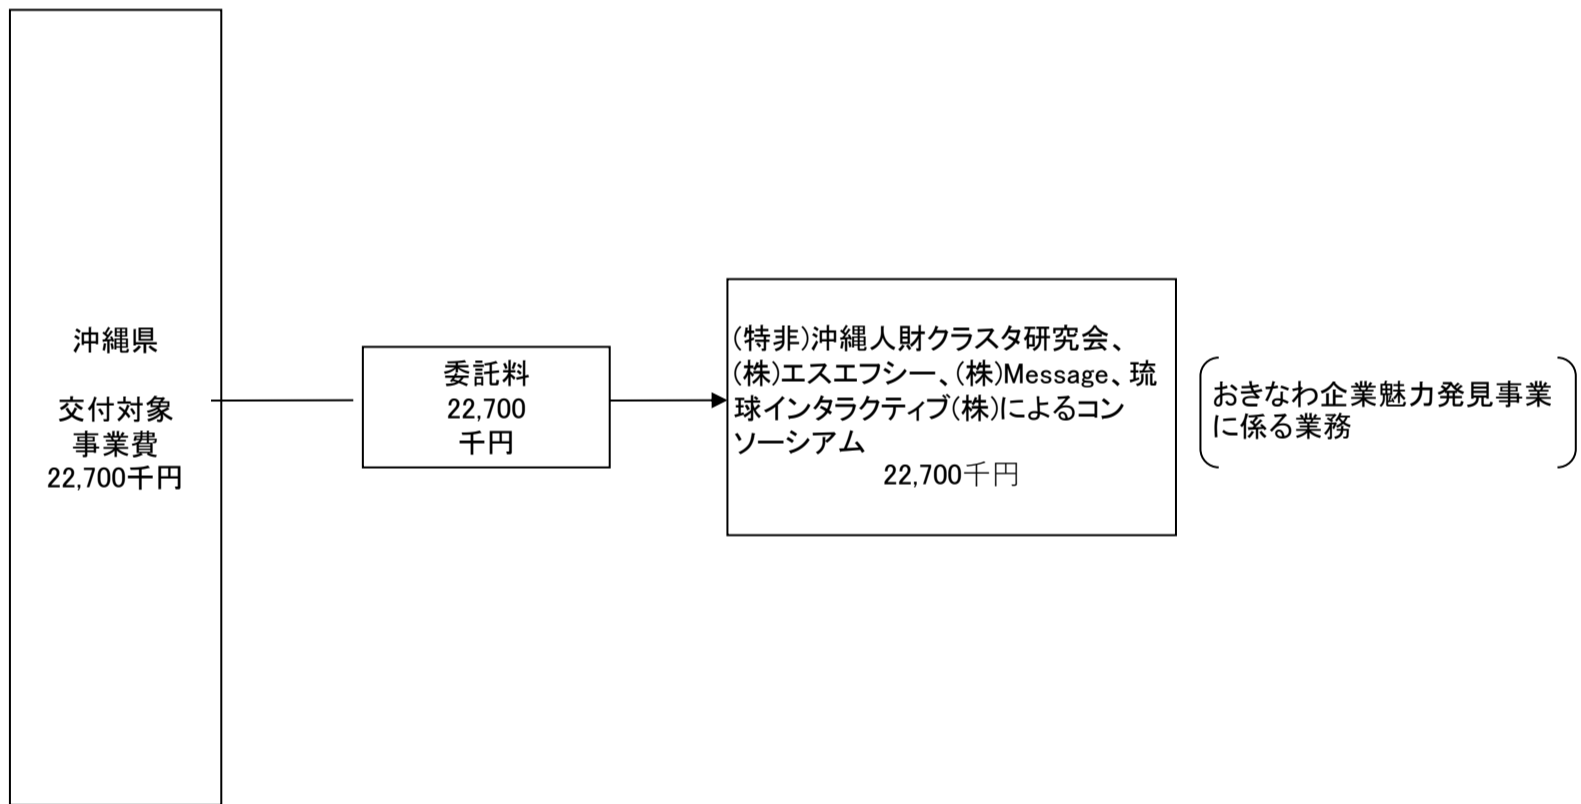 沖縄県
交付対象
事業費
22,700千円
委託料
22,700
千円
(特非)沖縄人財クラスタ研究会、
(株)エスエフシー、(株)Message、琉
球インタラクティブ(株)によるコン
ソーシアム
22,700千円
おきなわ企業魅力発見事業
に係る業務